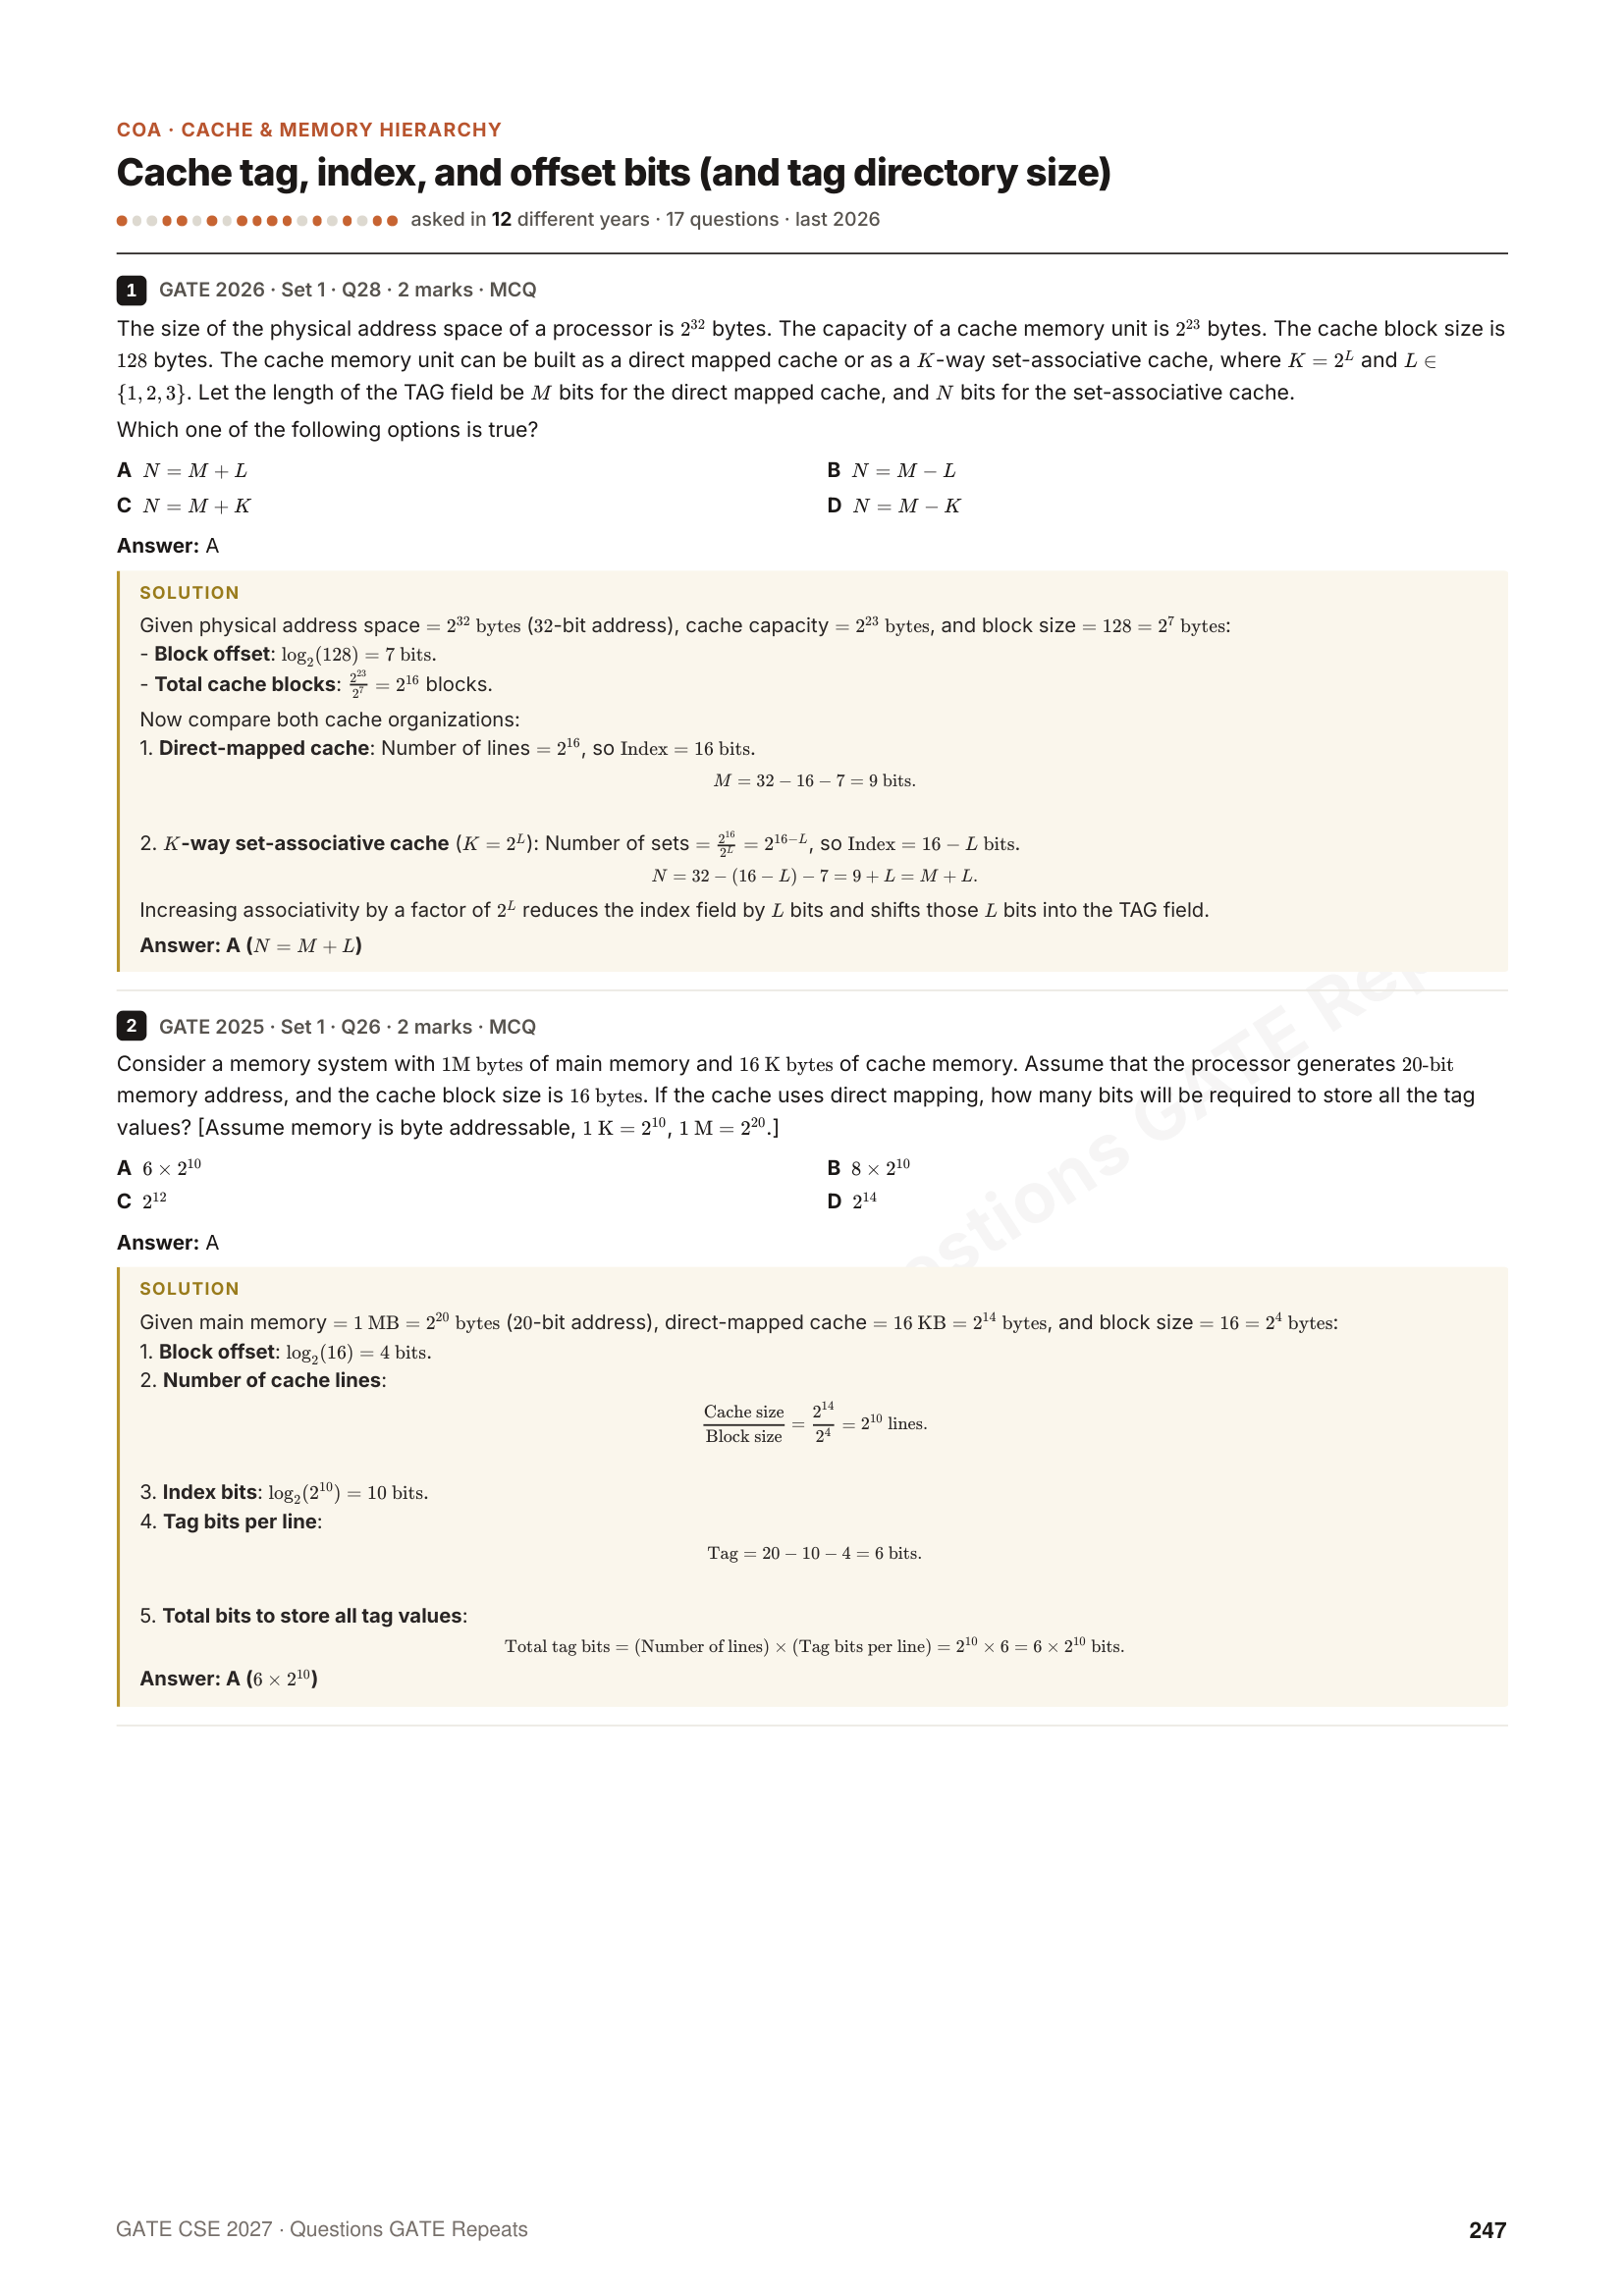 COA · CACHE & MEMORY HIERARCHY
Cache tag, index, and offset bits (and tag directory size)
asked in 12 different years · 17 questions · last 2026
1 GATE 2026 · Set 1 · Q28 · 2 marks · MCQ
The size of the physical address space of a processor is 2^32 bytes. The capacity of a cache memory unit is 2^23 bytes. The cache block size is
128 bytes. The cache memory unit can be built as a direct mapped cache or as a K-way set-associative cache, where K = 2^L and L ∈
{1, 2, 3}. Let the length of the TAG field be M bits for the direct mapped cache, and N bits for the set-associative cache.
Which one of the following options is true?
A N = M + L B N = M − L
C N = M + K D N = M − K
Answer: A
SOLUTION
Given physical address space = 2^32 bytes (32-bit address), cache capacity = 2^23 bytes, and block size = 128 = 2^7 bytes:
- Block offset: log_2(128) = 7 bits.
- Total cache blocks: 2^23/2^7 = 2^16 blocks.
Now compare both cache organizations:
1. Direct-mapped cache: Number of lines = 2^16, so Index = 16 bits.
M = 32 − 16 − 7 = 9 bits.
2. K-way set-associative cache (K = 2^L): Number of sets = 2^16/2^L = 2^(16−L), so Index = 16 − L bits.
N = 32 − (16 − L) − 7 = 9 + L = M + L.
Increasing associativity by a factor of 2^L reduces the index field by L bits and shifts those L bits into the TAG field.
Answer: A (N = M + L)
2 GATE 2025 · Set 1 · Q26 · 2 marks · MCQ
Consider a memory system with 1M bytes of main memory and 16 K bytes of cache memory. Assume that the processor generates 20-bit
memory address, and the cache block size is 16 bytes. If the cache uses direct mapping, how many bits will be required to store all the tag
values? [Assume memory is byte addressable, 1 K = 2^10, 1 M = 2^20.]
A 6 × 2^10 B 8 × 2^10
C 2^12 D 2^14
Answer: A
SOLUTION
Given main memory = 1 MB = 2^20 bytes (20-bit address), direct-mapped cache = 16 KB = 2^14 bytes, and block size = 16 = 2^4 bytes:
1. Block offset: log_2(16) = 4 bits.
2. Number of cache lines:
Cache size/Block size = 2^14/2^4 = 2^10 lines.
3. Index bits: log_2(2^10) = 10 bits.
4. Tag bits per line:
Tag = 20 − 10 − 4 = 6 bits.
5. Total bits to store all tag values:
Total tag bits = (Number of lines) × (Tag bits per line) = 2^10 × 6 = 6 × 2^10 bits.
Answer: A (6 × 2^10)
GATE CSE 2027 · Questions GATE Repeats 247